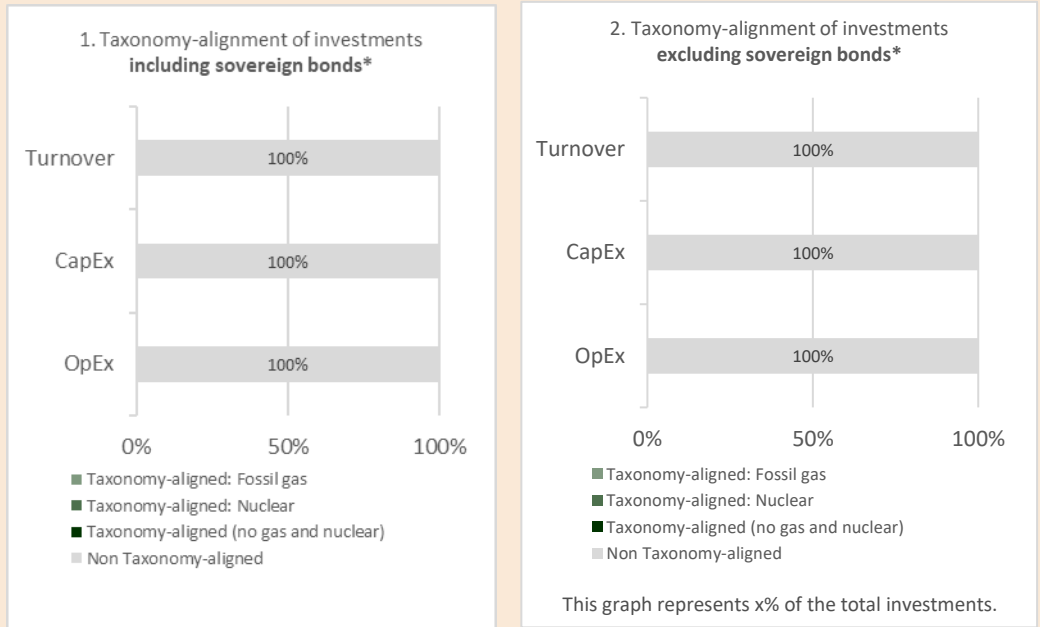 1. Taxonomy-alignment of investments
including sovereign bonds*
Turnover
100%
CapEx
100%
OpEx
100%
0%
50%
100%
Taxonomy-aligned: Fossil gas
Taxonomy-aligned: Nuclear
Taxonomy-aligned (no gas and nuclear)
Non Taxonomy-aligned
2. Taxonomy-alignment of investments
excluding sovereign bonds*
Turnover
100%
CapEx
100%
OpEx
100%
0%
50%
100%
Taxonomy-aligned: Fossil gas
Taxonomy-aligned: Nuclear
Taxonomy-aligned (no gas and nuclear)
Non Taxonomy-aligned
This graph represents x% of the total investments.